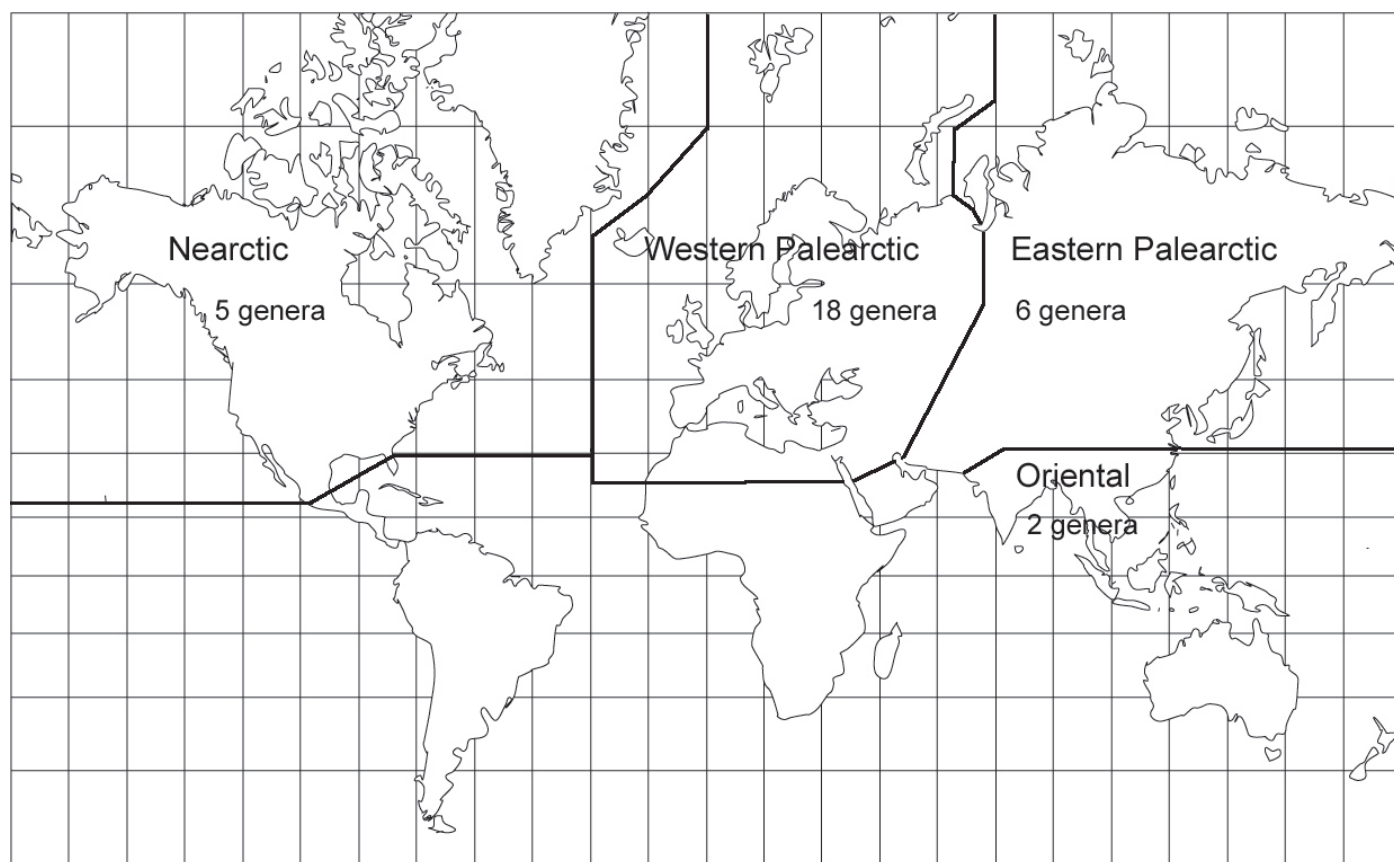 Nearctic
5 genera
Western Palearctic
18 genera
Eastern Palearctic
6 genera
Oriental
2 genera